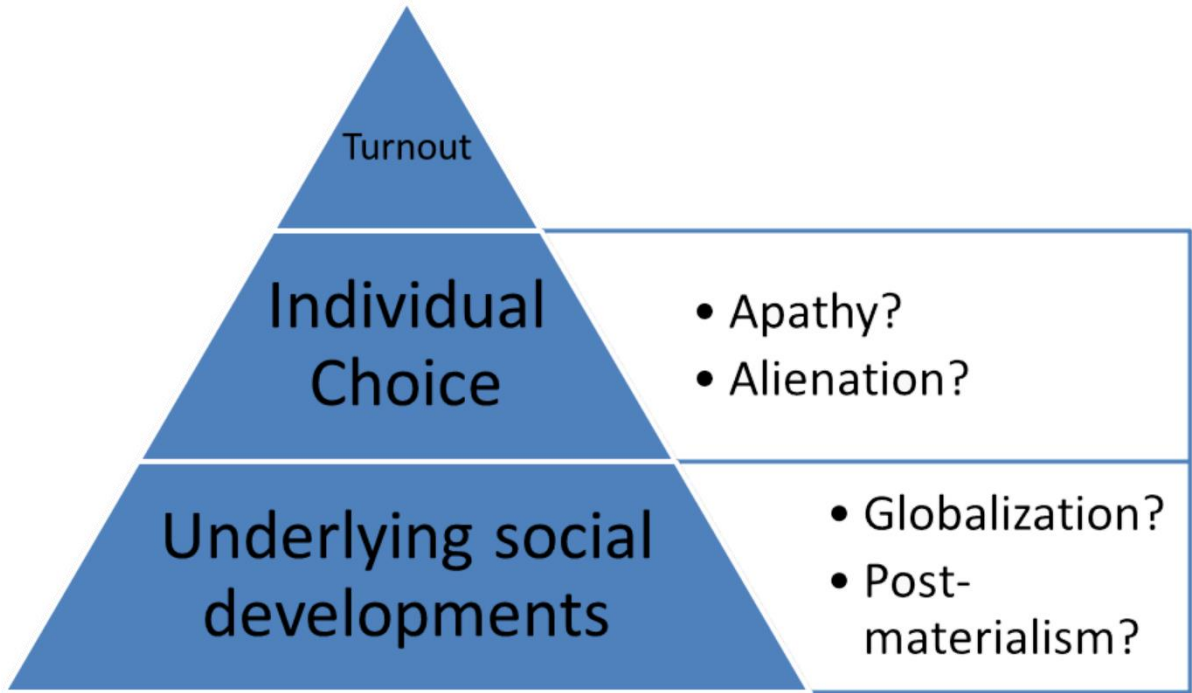 Turnout
Individual
Choice
• Apathy?
• Alienation?
Underlying social
developments
• Globalization?
• Post-
materialism?